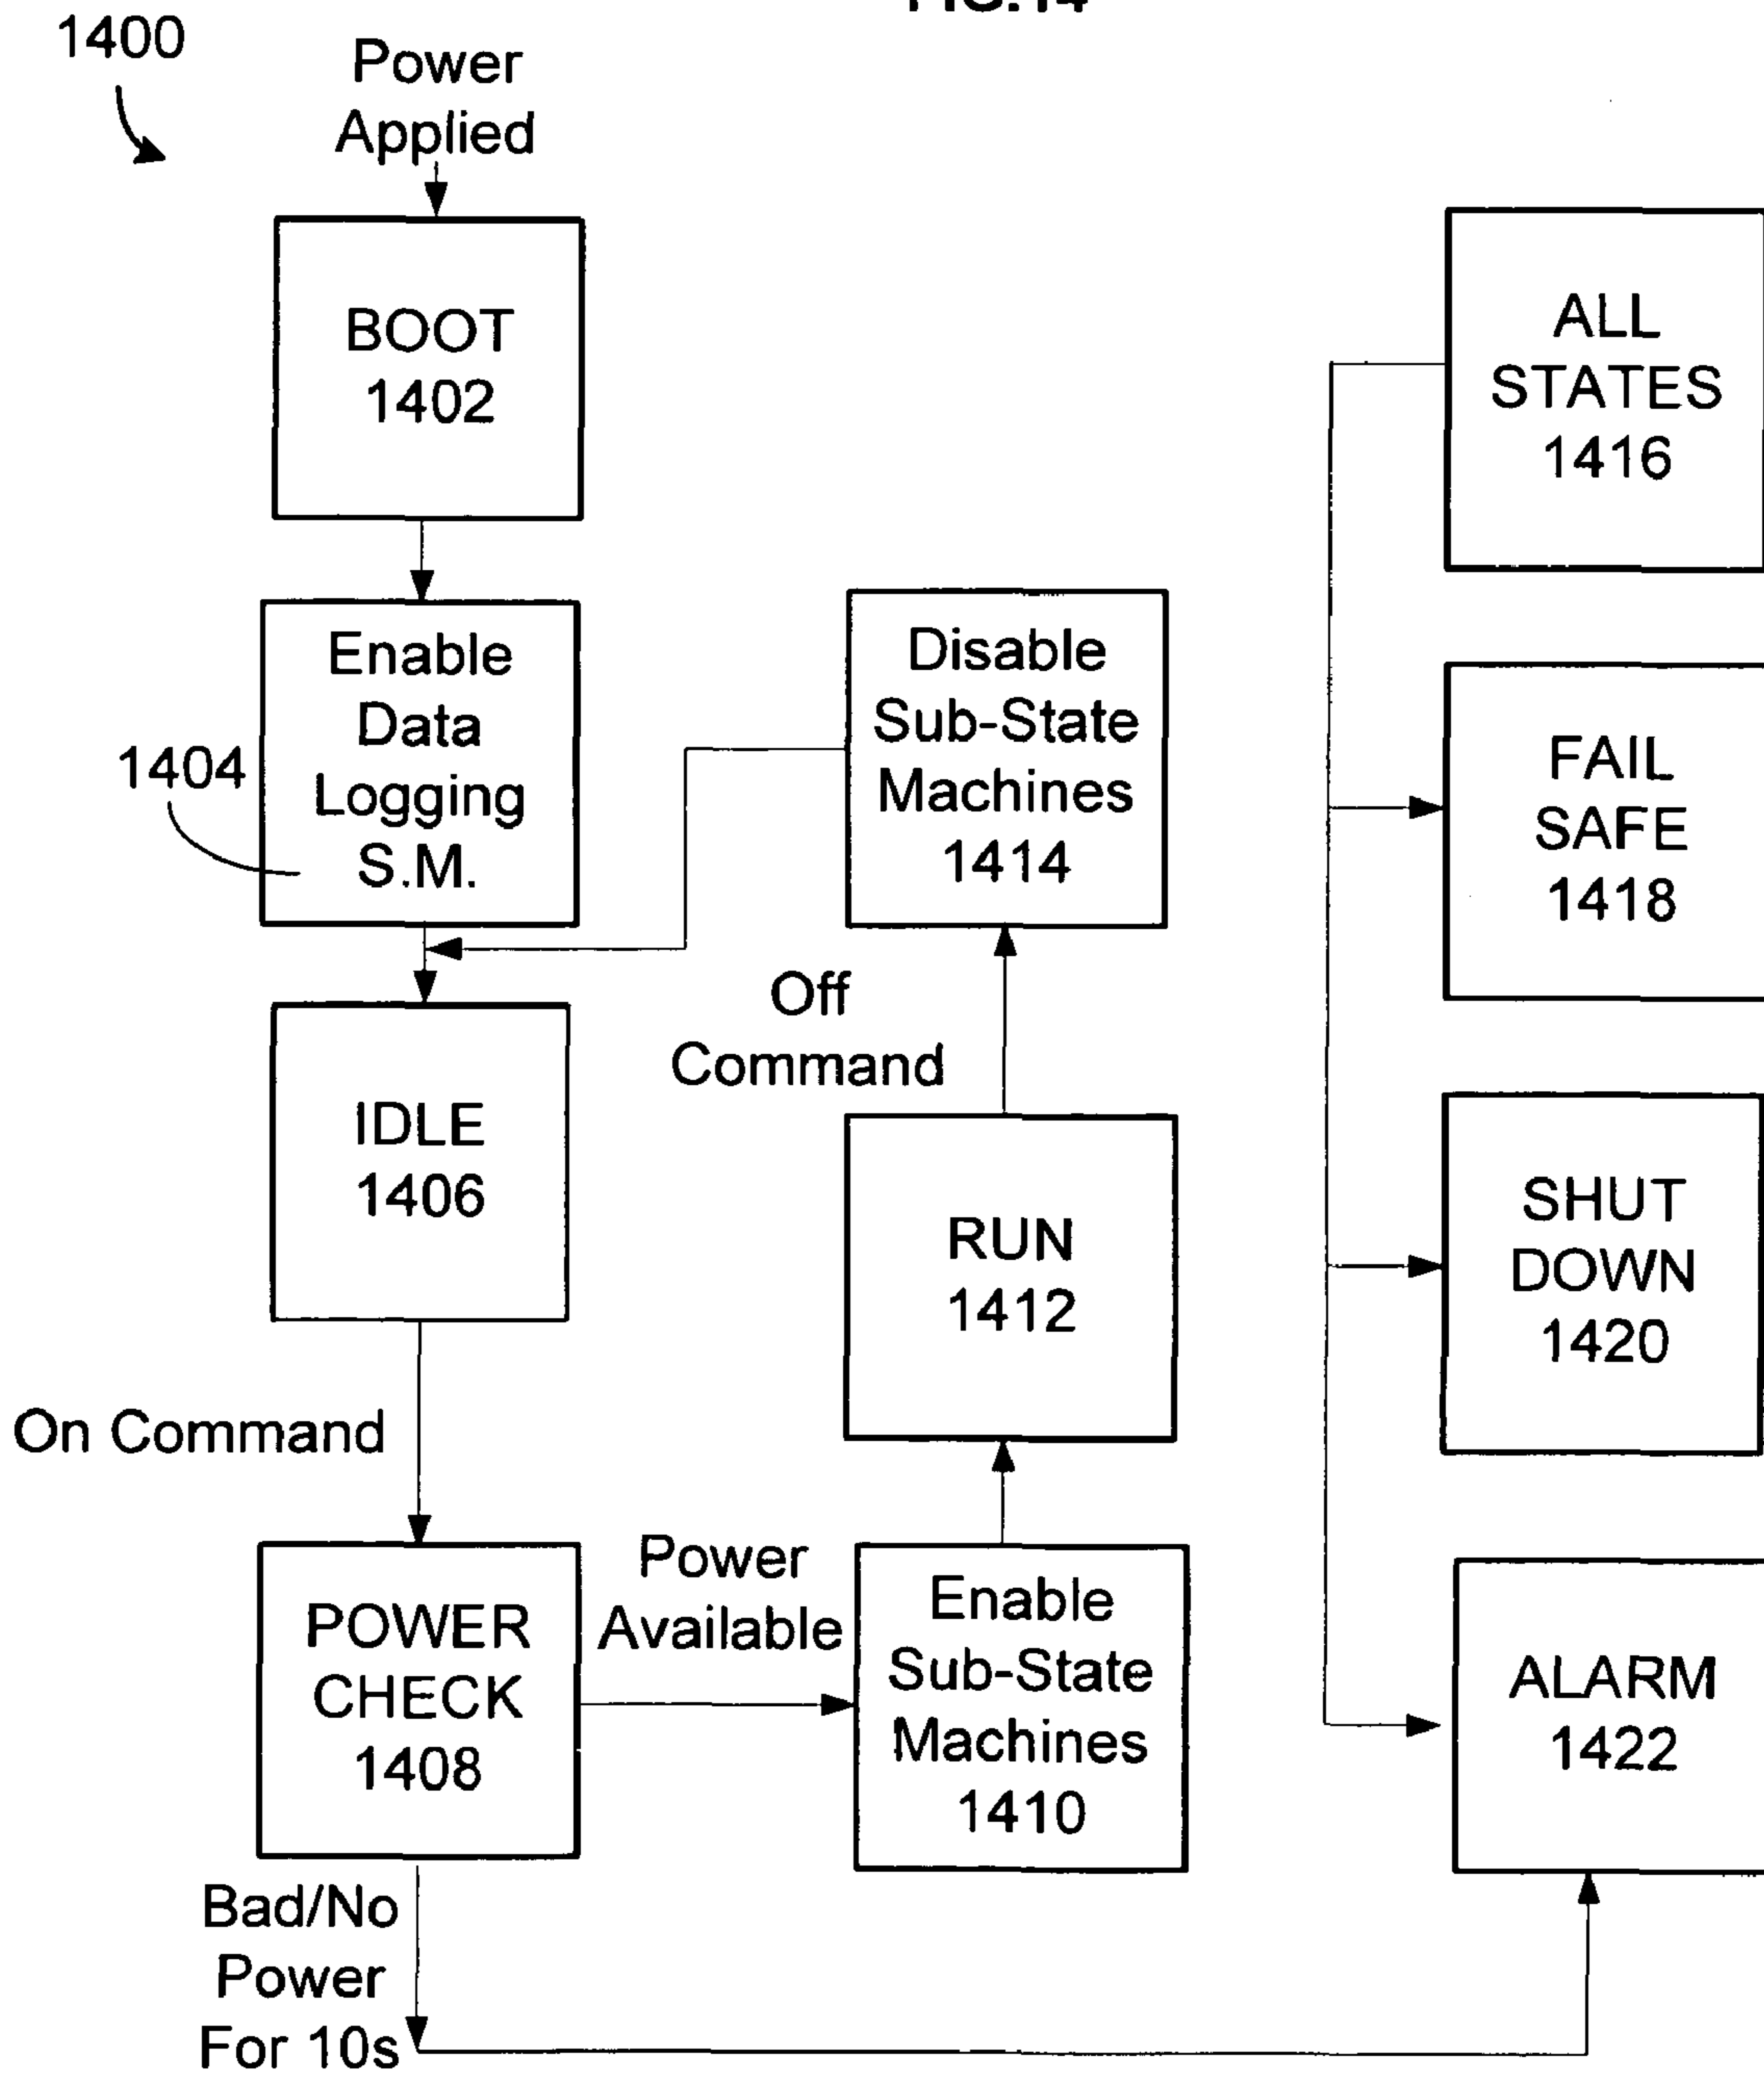 FIG.14
1400
Power
Applied
BOOT
1402
Enable
Data
Logging
S.M.
1404
IDLE
1406
On Command
POWER
CHECK
1408
Bad/No
Power
For 10s
Power
Available
Enable
Sub-State
Machines
1410
RUN
1412
Off
Command
Disable
Sub-State
Machines
1414
ALL
STATES
1416
FAIL
SAFE
1418
SHUT
DOWN
1420
ALARM
1422